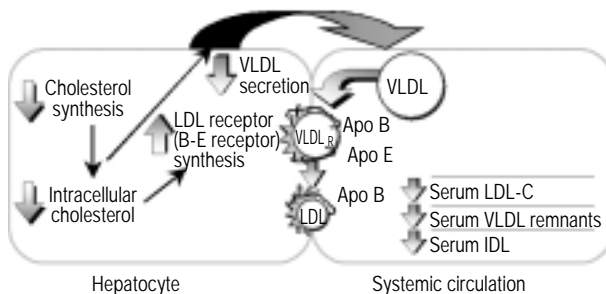 Cholesterol
synthesis
VLDL
secretion
LDL receptor
(B-E receptor)
synthesis
Intracellular
cholesterol
VLDL
VLDL R
Apo B
Apo E
Apo B
LDL
Serum LDL-C
Serum VLDL remnants
Serum IDL
Hepatocyte
Systemic circulation